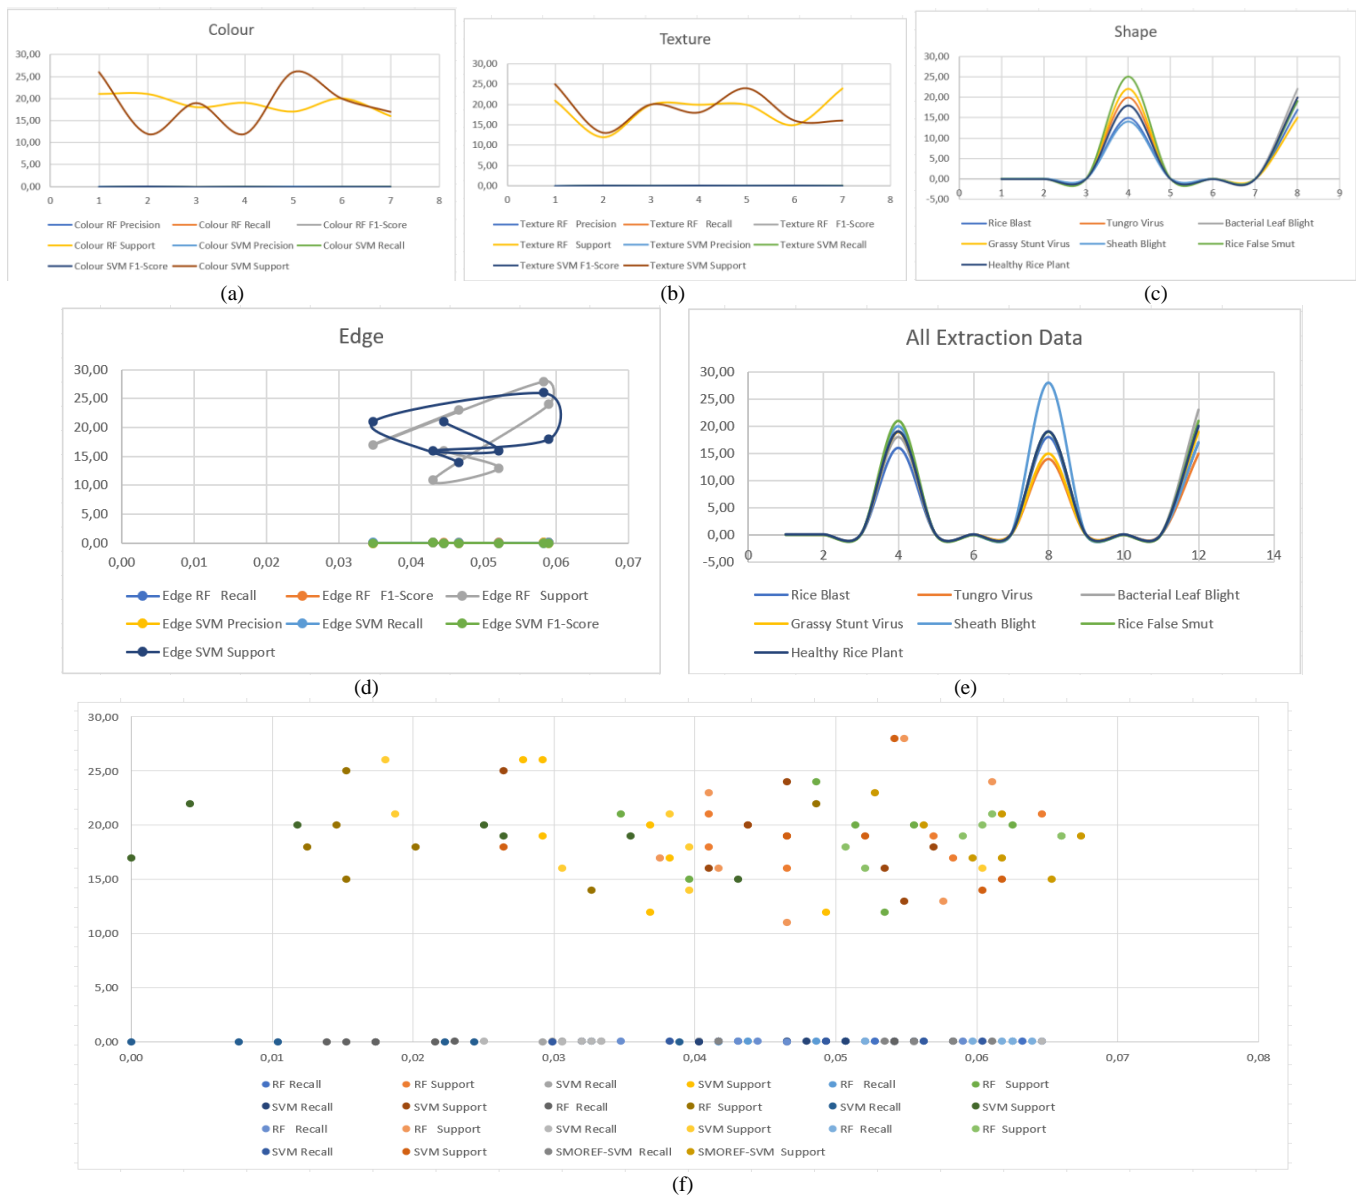 Colour
30,00
25,00
20,00
15,00
10,00
5,00
0,00
0 1 2 3 4 5 6 7 8
Colour RF Precision Colour RF Recall Colour RF F1-Score
Colour RF Support Colour SVM Precision Colour SVM Recall
Colour SVM F1-Score Colour SVM Support
(a)
Texture
30,00
25,00
20,00
15,00
10,00
5,00
0,00
0 1 2 3 4 5 6 7 8
Texture RF Precision Texture RF Recall Texture RF F1-Score
Texture RF Support Texture SVM Precision Texture SVM Recall
Texture SVM F1-Score Texture SVM Support
(b)
Shape
30,00
25,00
20,00
15,00
10,00
5,00
0,00
-5,00
0 1 2 3 4 5 6 7 8 9
Rice Blast Tungro Virus Bacterial Leaf Blight
Grassy Stunt Virus Sheath Blight Rice False Smut
Healthy Rice Plant
(c)
Edge
30,00
25,00
20,00
15,00
10,00
5,00
0,00
0,00 0,01 0,02 0,03 0,04 0,05 0,06 0,07
Edge RF Recall Edge RF F1-Score Edge RF Support
Edge SVM Precision Edge SVM Recall Edge SVM F1-Score
Edge SVM Support
(d)
All Extraction Data
30,00
25,00
20,00
15,00
10,00
5,00
0,00
-5,00
0 2 4 6 8 10 12 14
Rice Blast Tungro Virus Bacterial Leaf Blight
Grassy Stunt Virus Sheath Blight Rice False Smut
Healthy Rice Plant
(e)
30,00
25,00
20,00
15,00
10,00
5,00
0,00
0,00 0,01 0,02 0,03 0,04 0,05 0,06 0,07 0,08
RF Recall RF Support SVM Recall SVM Support RF Recall RF Support
SVM Recall SVM Support RF Recall RF Support SVM Recall SVM Support
RF Recall RF Support SVM Recall SVM Support RF Recall RF Support
SVM Recall SVM Support SMOREF-SVM Recall SMOREF-SVM Support
(f)